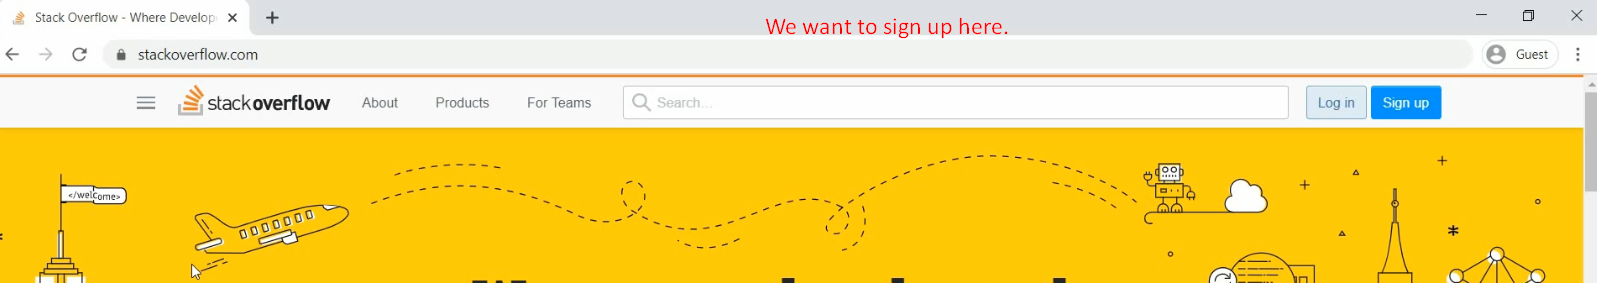 Stack Overflow - Where Develop
We want to sign up here.
stackoverflow.com
Guest
stackoverflow
About
Products
For Teams
Search...
Log in
Sign up
</welcome>